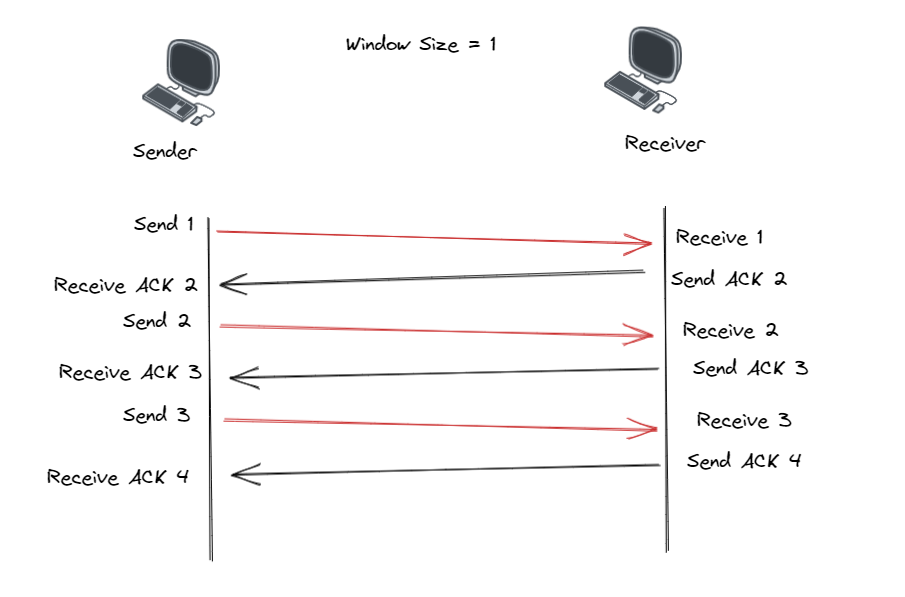 Window Size = 1
Sender
Receiver
Send 1
Receive 1
Receive ACK 2
Send ACK 2
Send 2
Receive 2
Receive ACK 3
Send ACK 3
Send 3
Receive 3
Receive ACK 4
Send ACK 4